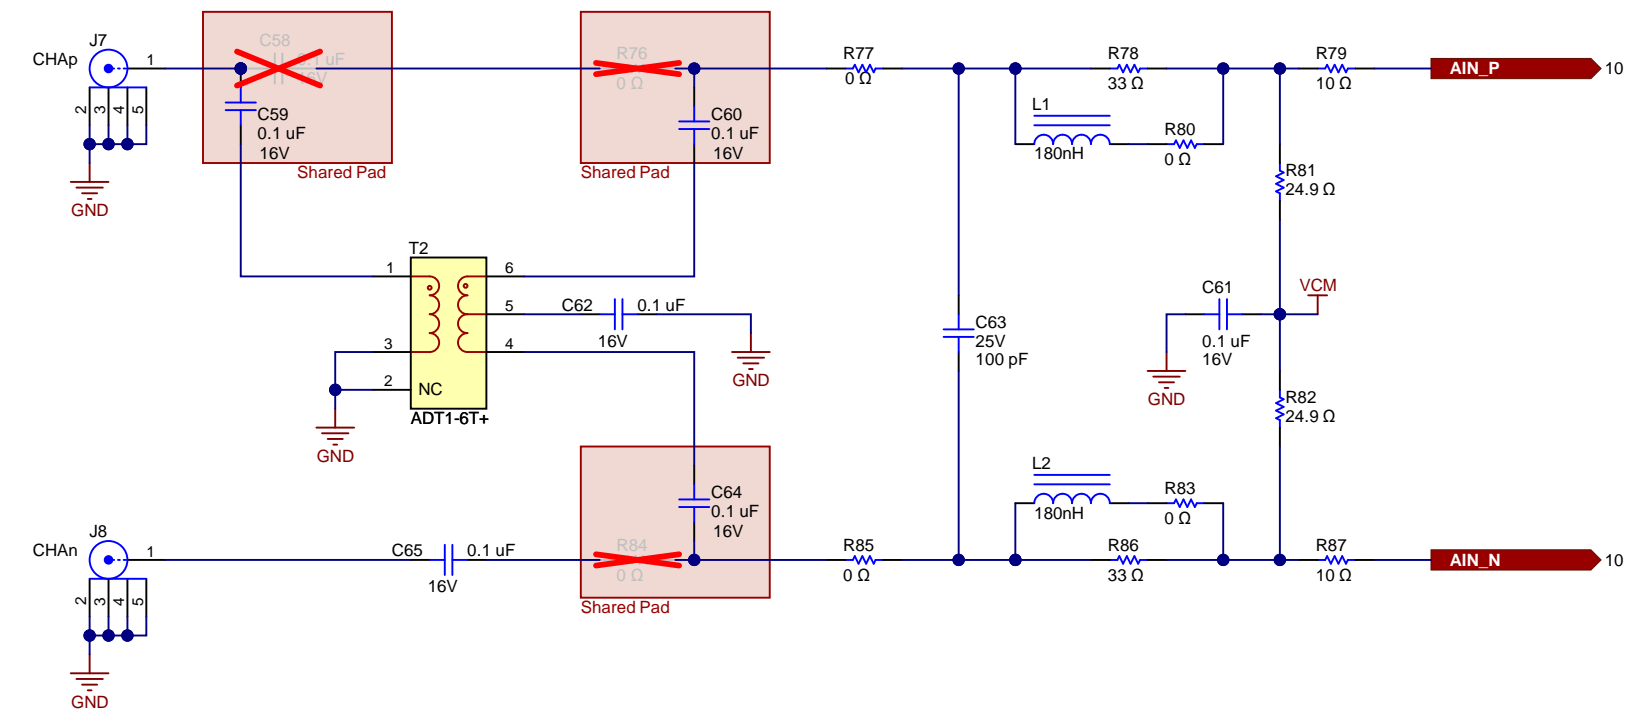 J7
CHAp
1
2
3
4
5
GND
C58
0.1 uF
16V
C59
0.1 uF
16V
Shared Pad
R76
0 Ω
C60
0.1 uF
16V
Shared Pad
R77
0 Ω
R78
33 Ω
L1
180nH
R80
0 Ω
R79
10 Ω
AIN_P
10
R81
24.9 Ω
T2
1
3
2
NC
6
5
4
ADT1-6T+
GND
C62
0.1 uF
16V
GND
C63
25V
100 pF
C61
0.1 uF
16V
GND
VCM
R82
24.9 Ω
C64
0.1 uF
16V
R84
0 Ω
Shared Pad
J8
CHAn
1
2
3
4
5
GND
C65
0.1 uF
16V
R85
0 Ω
L2
180nH
R83
0 Ω
R86
33 Ω
R87
10 Ω
AIN_N
10